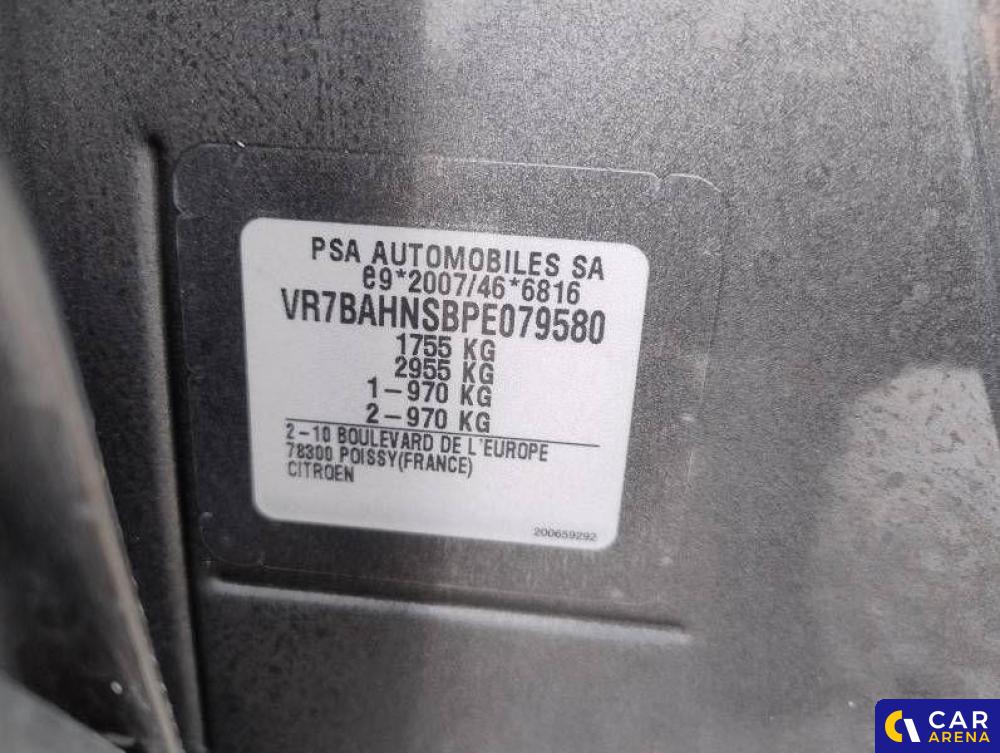 PSA AUTOMOBILES SA
e9*2007/46*6816
VR7BAHNSBPE079580
1755 KG
2955 KG
1-970 KG
2-970 KG
2-10 BOULEVARD DE L'EUROPE
78300 POISSY(FRANCE)
CITROEN
200659292
CAR
ARENA